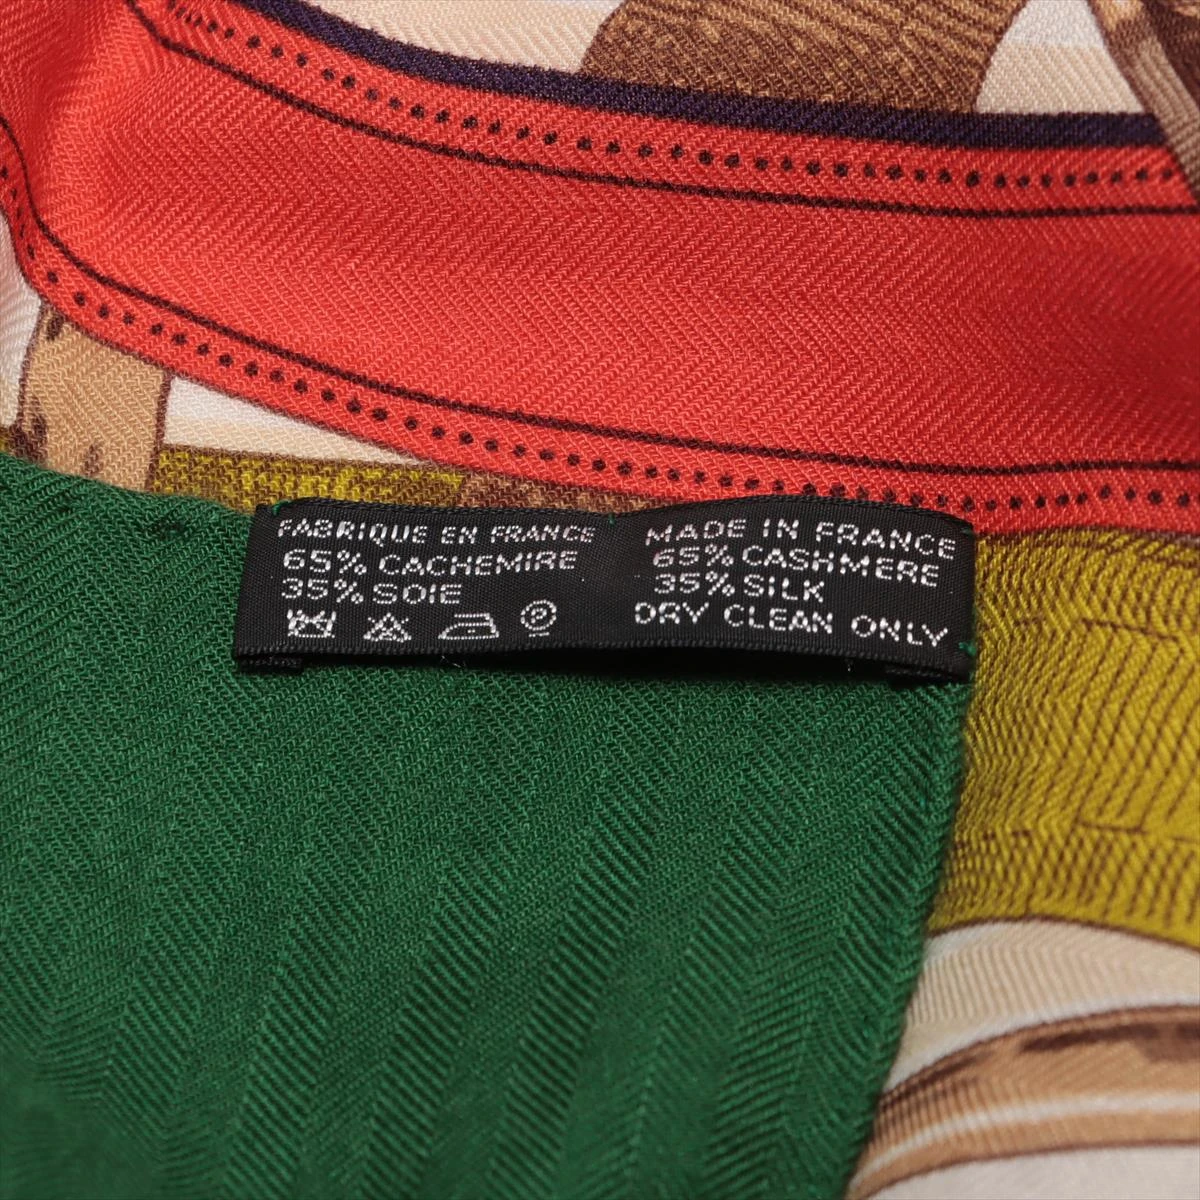 FABRIQUE EN FRANCE
65% CACHEMIRE
35% SOIE
MADE IN FRANCE
65% CASHMERE
35% SILK
DRY CLEAN ONLY